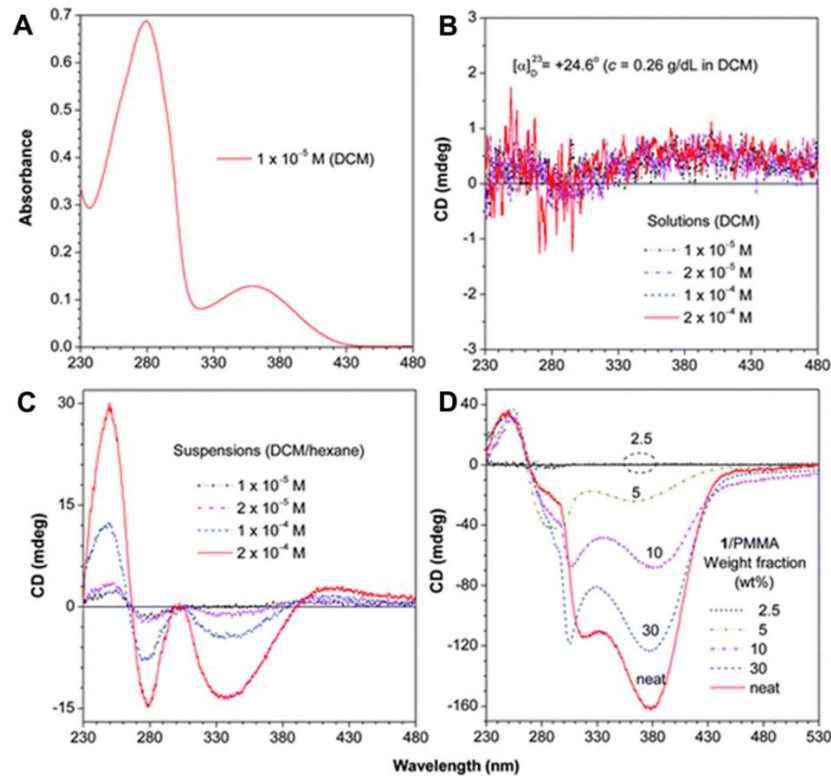 A
0.7
0.6
0.5
0.4
0.3
0.2
0.1
0.0
Absorbance
1 x 10⁻⁵ M (DCM)
230 280 330 380 430 480
B
3
2
1
0
-1
-2
-3
CD (mdeg)
[α]D²³= +24.6° (c = 0.26 g/dL in DCM)
Solutions (DCM)
1 x 10⁻⁵ M
2 x 10⁻⁵ M
1 x 10⁻⁴ M
2 x 10⁻⁴ M
230 280 330 380 430 480
C
30
15
0
-15
CD (mdeg)
Suspensions (DCM/hexane)
1 x 10⁻⁵ M
2 x 10⁻⁵ M
1 x 10⁻⁴ M
2 x 10⁻⁴ M
230 280 330 380 430 480
D
40
0
-40
-80
-120
-160
CD (mdeg)
2.5
5
10
30
neat
1/PMMA
Weight fraction
(wt%)
2.5
5
10
30
neat
230 280 330 380 430 480 530
Wavelength (nm)